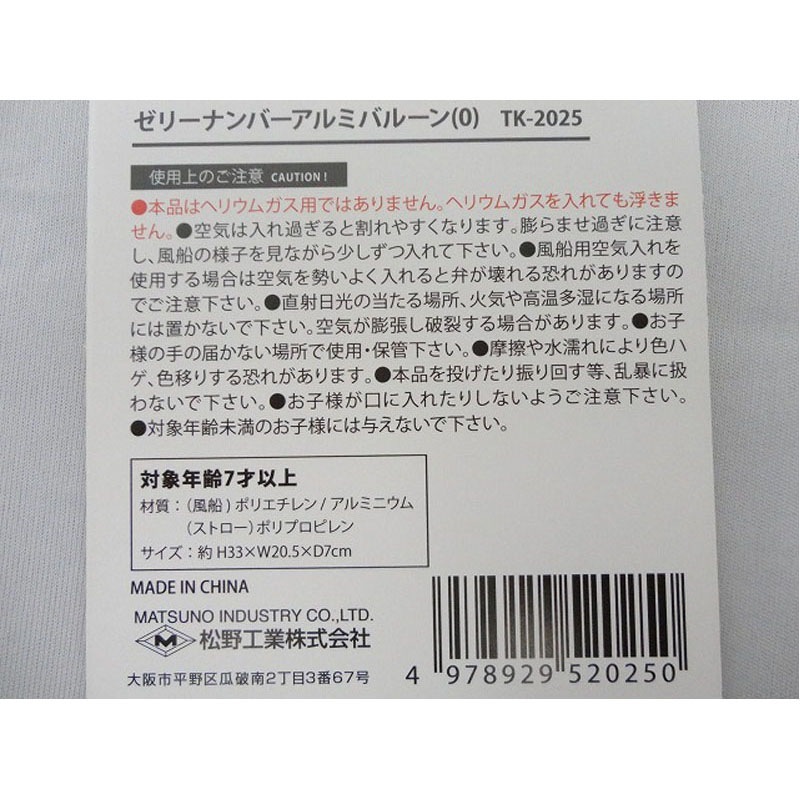 ゼリーナンバーアルミバルーン(0) TK-2025
使用上のご注意 CAUTION!
●本品はヘリウムガス用ではありません。ヘリウムガスを入れても浮きま
せん。●空気は入れ過ぎると割れやすくなります。膨らませ過ぎに注意
し、風船の様子を見ながら少しずつ入れて下さい。●風船用空気入れを
使用する場合は空気を勢いよく入れると弁が壊れる恐れがありますの
でご注意下さい。●直射日光の当たる場所、火気や高温多湿になる場所
には置かないで下さい。空気が膨張し破裂する場合があります。●お子
様の手の届かない場所で使用・保管下さい。●摩擦や水濡れにより色ハ
ゲ、色移りする恐れがあります。●本品を投げたり振り回す等、乱暴に扱
わないで下さい。●お子様が口に入れたりしないようご注意下さい。
●対象年齢未満のお子様には与えないで下さい。
対象年齢7才以上
材質：（風船）ポリエチレン/アルミニウム
（ストロー）ポリプロピレン
サイズ：約 H33×W20.5×D7cm
MADE IN CHINA
MATSUNO INDUSTRY CO.,LTD.
M 松野工業株式会社
大阪市平野区瓜破南2丁目3番67号
4 978929 520250